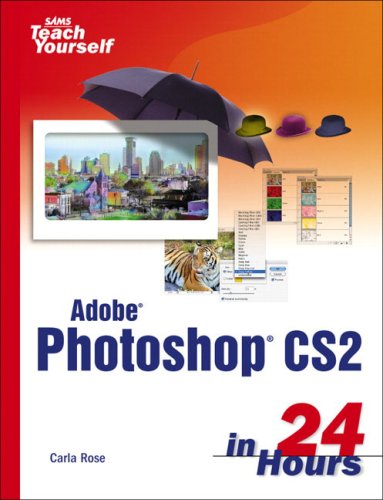 SAMS
Teach
Yourself
Adobe®
Photoshop® CS2
in 24
Hours
Carla Rose